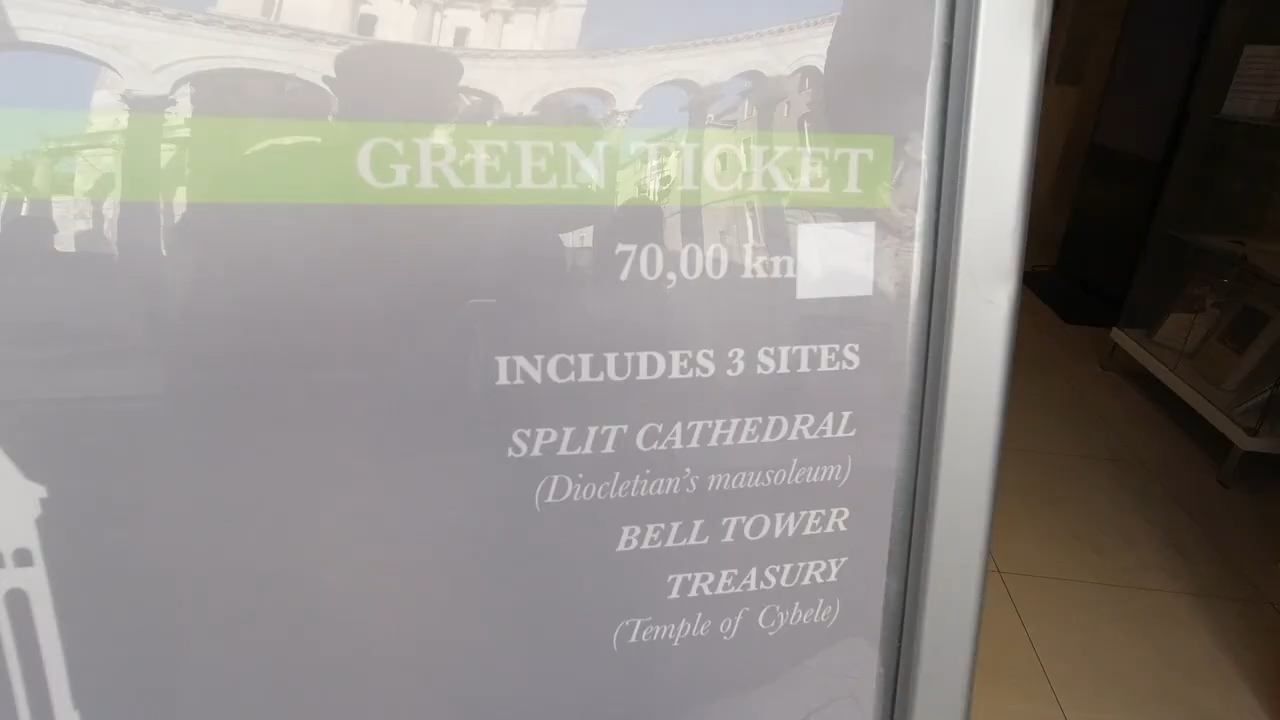 GREEN TICKET
70,00 kn
INCLUDES 3 SITES
SPLIT CATHEDRAL
(Diocletian's mausoleum)
BELL TOWER
TREASURY
(Temple of Cybele)